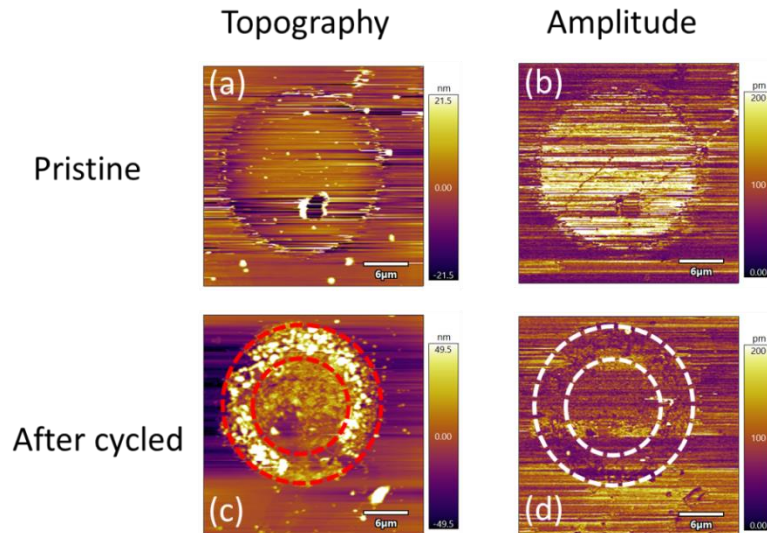 Topography
Amplitude
Pristine
(a)
nm
21.5
0.00
-21.5
6μm
(b)
pm
200
100
0.00
6μm
After cycled
(c)
nm
49.5
0.00
-49.5
6μm
(d)
pm
200
100
0.00
6μm